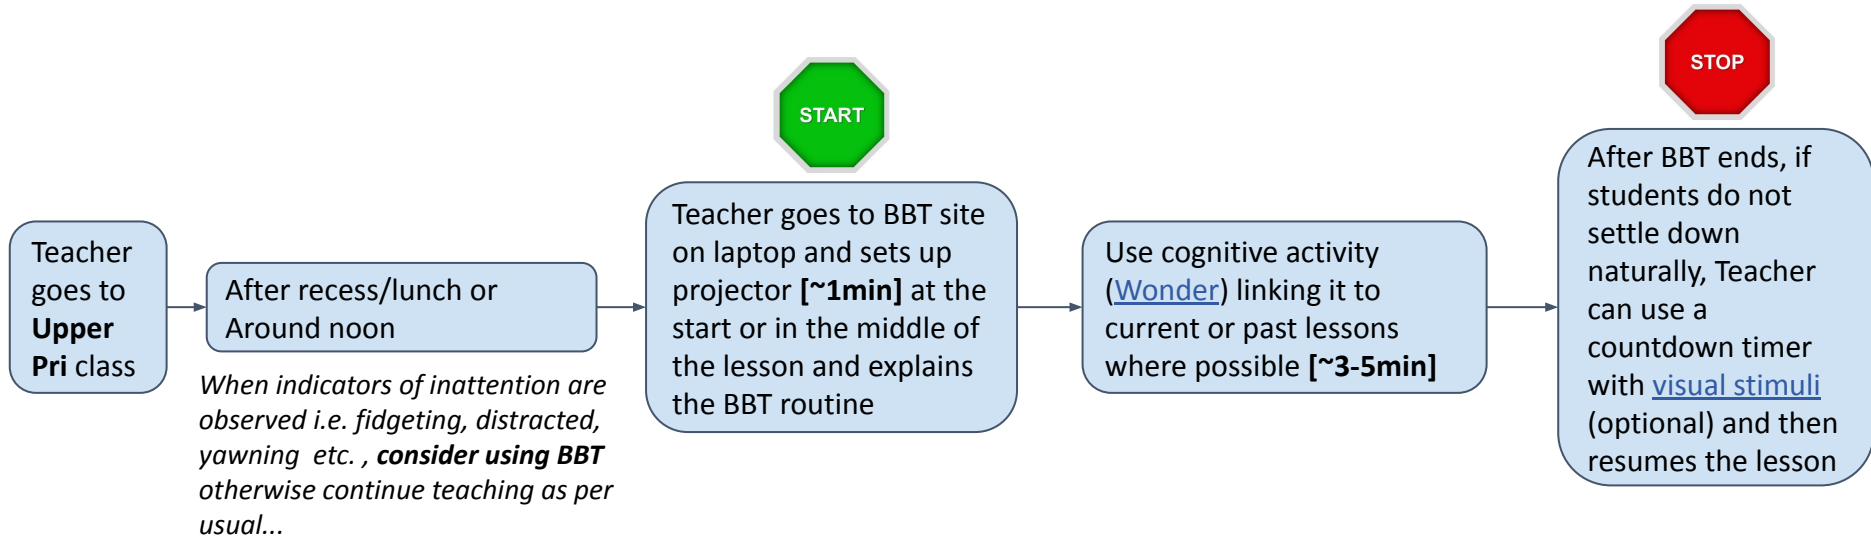 Teacher
goes to
Upper
Pri class
After recess/lunch or
Around noon
When indicators of inattention are
observed i.e. fidgeting, distracted,
yawning  etc. , consider using BBT
otherwise continue teaching as per
usual...
START
Teacher goes to BBT site
on laptop and sets up
projector [~1min] at the
start or in the middle of
the lesson and explains
the BBT routine
Use cognitive activity
(Wonder) linking it to
current or past lessons
where possible [~3-5min]
STOP
After BBT ends, if
students do not
settle down
naturally, Teacher
can use a
countdown timer
with visual stimuli
(optional) and then
resumes the lesson